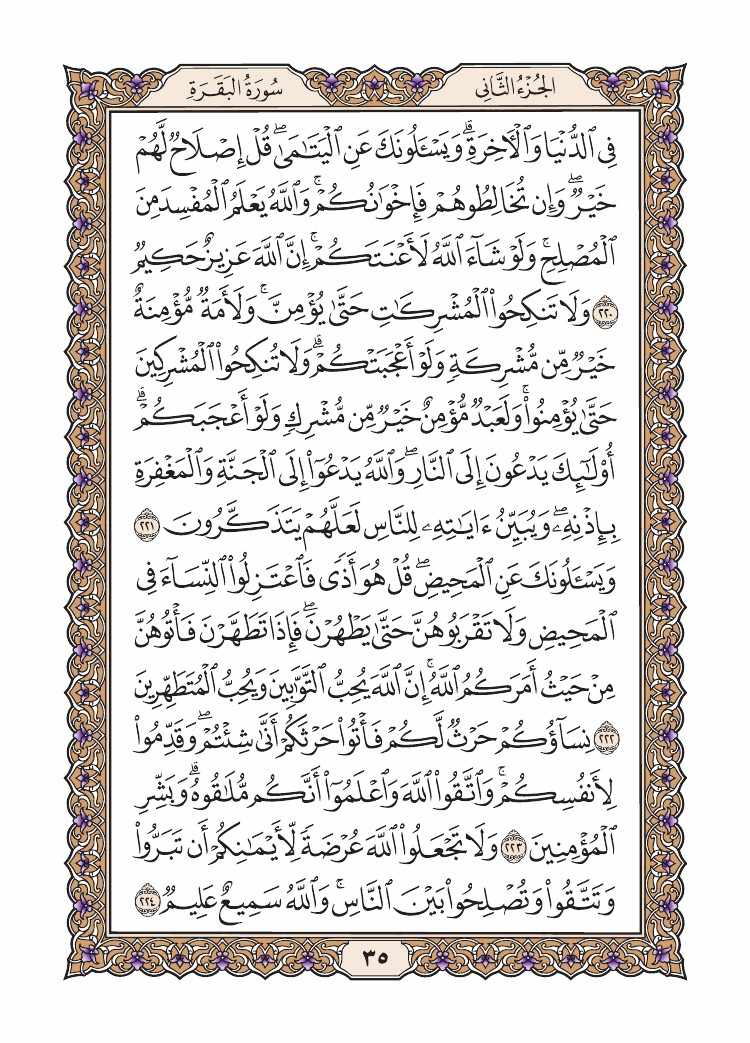 الجُزْءُ الثَّانِي
سُورَةُ البَقَرَةِ
فِى ٱلدُّنْيَا وَٱلْأَخِرَةِۗ وَيَسْـَٔلُونَكَ عَنِ ٱلْيَتَـٰمَىٰۖ قُلْ إِصْلَاحٌ لَّهُمْ
خَيْرٌۖ وَإِن تُخَالِطُوهُمْ فَإِخْوَٰنُكُمْۚ وَٱللَّهُ يَعْلَمُ ٱلْمُفْسِدَ مِنَ
ٱلْمُصْلِحِۚ وَلَوْ شَآءَ ٱللَّهُ لَأَعْنَتَكُمْۚ إِنَّ ٱللَّهَ عَزِيزٌ حَكِيمٌ
٢٢٠ وَلَا تَنكِحُوا۟ ٱلْمُشْرِكَـٰتِ حَتَّىٰ يُؤْمِنَّۚ وَلَأَمَةٌ مُّؤْمِنَةٌ
خَيْرٌ مِّن مُّشْرِكَةٍ وَلَوْ أَعْجَبَتْكُمْۗ وَلَا تُنكِحُوا۟ ٱلْمُشْرِكِينَ
حَتَّىٰ يُؤْمِنُوا۟ۚ وَلَعَبْدٌ مُّؤْمِنٌ خَيْرٌ مِّن مُّشْرِكٍ وَلَوْ أَعْجَبَكُمْۗ
أُو۟لَـٰٓئِكَ يَدْعُونَ إِلَى ٱلنَّارِۖ وَٱللَّهُ يَدْعُوٓا۟ إِلَى ٱلْجَنَّةِ وَٱلْمَغْفِرَةِ
بِإِذْنِهِۦۖ وَيُبَيِّنُ ءَايَـٰتِهِۦ لِلنَّاسِ لَعَلَّهُمْ يَتَذَكَّرُونَ ٢٢١
وَيَسْـَٔلُونَكَ عَنِ ٱلْمَحِيضِۖ قُلْ هُوَ أَذًى فَٱعْتَزِلُوا۟ ٱلنِّسَآءَ فِى
ٱلْمَحِيضِ وَلَا تَقْرَبُوهُنَّ حَتَّىٰ يَطْهُرْنَۖ فَإِذَا تَطَهَّرْنَ فَأْتُوهُنَّ
مِنْ حَيْثُ أَمَرَكُمُ ٱللَّهُۚ إِنَّ ٱللَّهَ يُحِبُّ ٱلتَّوَّٰبِينَ وَيُحِبُّ ٱلْمُتَطَهِّرِينَ
٢٢٢ نِسَآؤُكُمْ حَرْثٌ لَّكُمْ فَأْتُوا۟ حَرْثَكُمْ أَنَّىٰ شِئْتُمْۖ وَقَدِّمُوا۟
لِأَنفُسِكُمْۚ وَٱتَّقُوا۟ ٱللَّهَ وَٱعْلَمُوٓا۟ أَنَّكُم مُّلَـٰقُوهُۗ وَبَشِّرِ
ٱلْمُؤْمِنِينَ ٢٢٣ وَلَا تَجْعَلُوا۟ ٱللَّهَ عُرْضَةً لِّأَيْمَـٰنِكُمْ أَن تَبَرُّوا۟
وَتَتَّقُوا۟ وَتُصْلِحُوا۟ بَيْنَ ٱلنَّاسِۚ وَٱللَّهُ سَمِيعٌ عَلِيمٌ ٢٢٤
٣٥